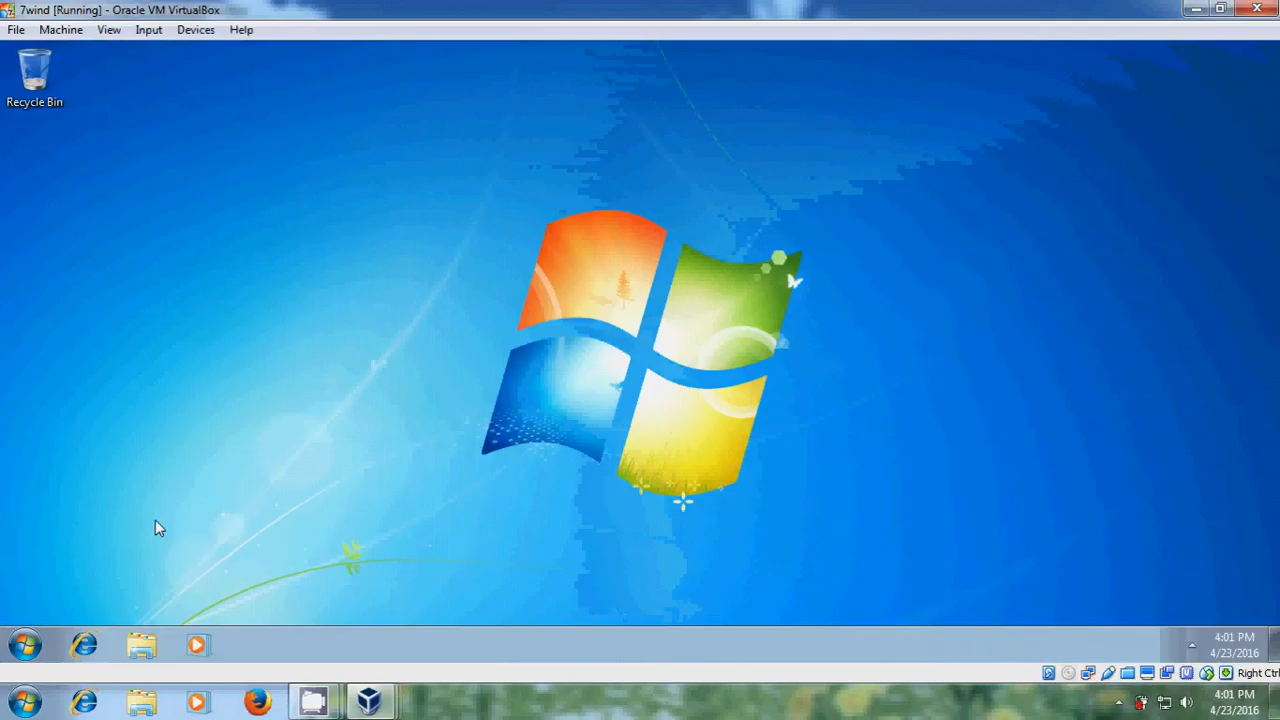 7wind [Running] - Oracle VM VirtualBox
File Machine View Input Devices Help
Recycle Bin
4:01 PM
4/23/2016
Right Ctrl
4:01 PM
4/23/2016